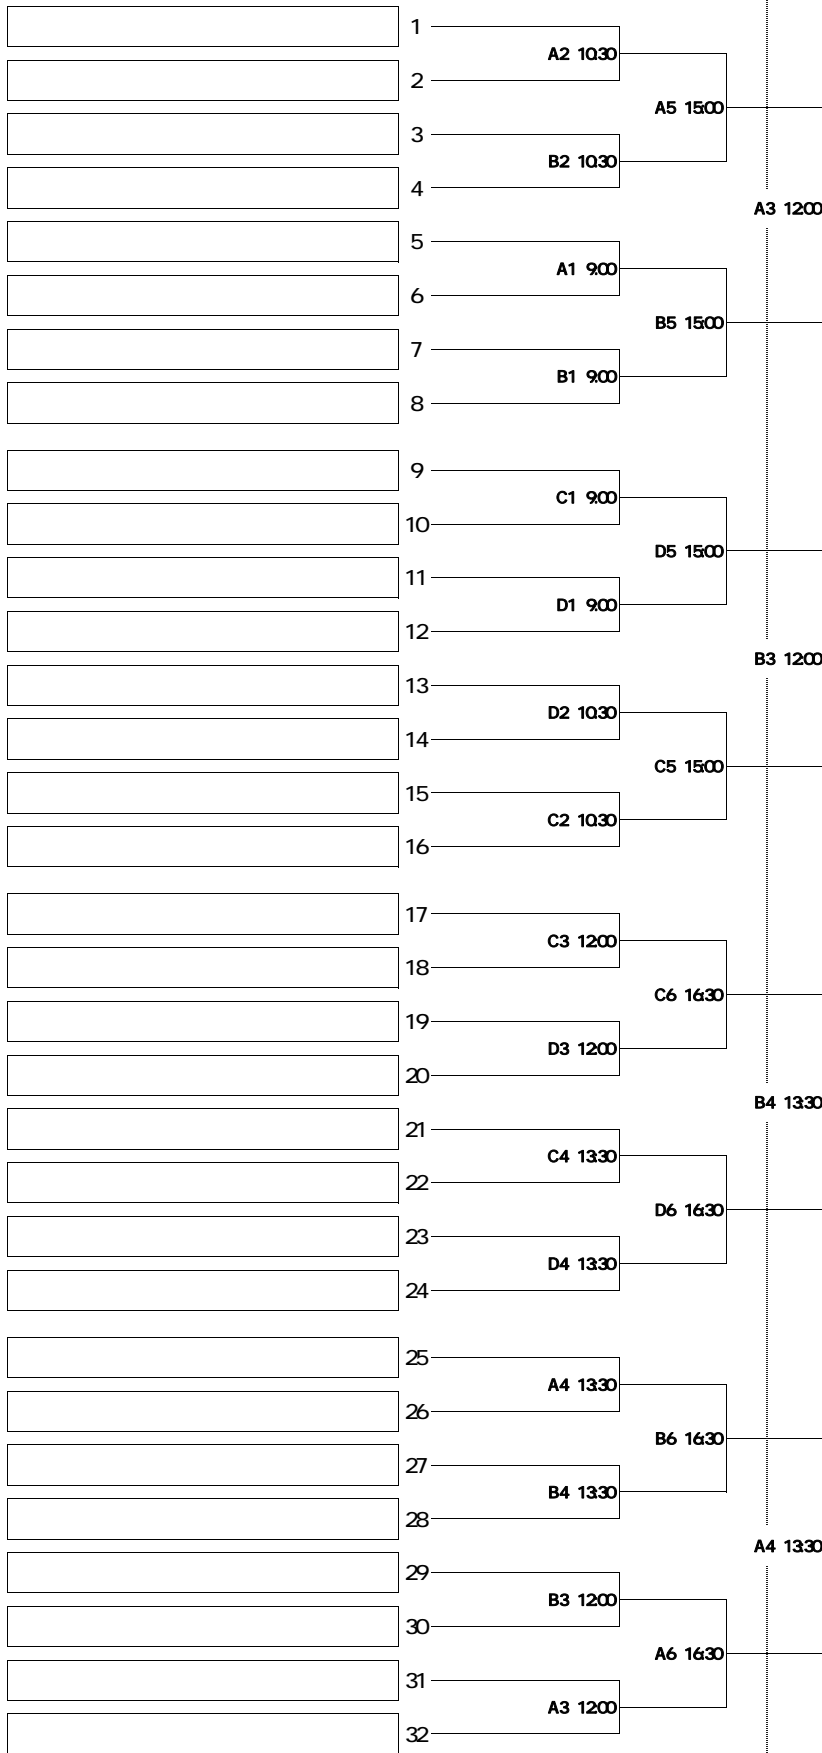 1
A2 10:30
2
A5 15:00
3
B2 10:30
4
A3 12:00
5
A1 9:00
6
B5 15:00
7
B1 9:00
8
9
C1 9:00
10
D5 15:00
11
D1 9:00
12
B3 12:00
13
D2 10:30
14
C5 15:00
15
C2 10:30
16
17
C3 12:00
18
C6 16:30
19
D3 12:00
20
B4 13:30
21
C4 13:30
22
D6 16:30
23
D4 13:30
24
25
A4 13:30
26
B6 16:30
27
B4 13:30
28
A4 13:30
29
B3 12:00
30
A6 16:30
31
A3 12:00
32